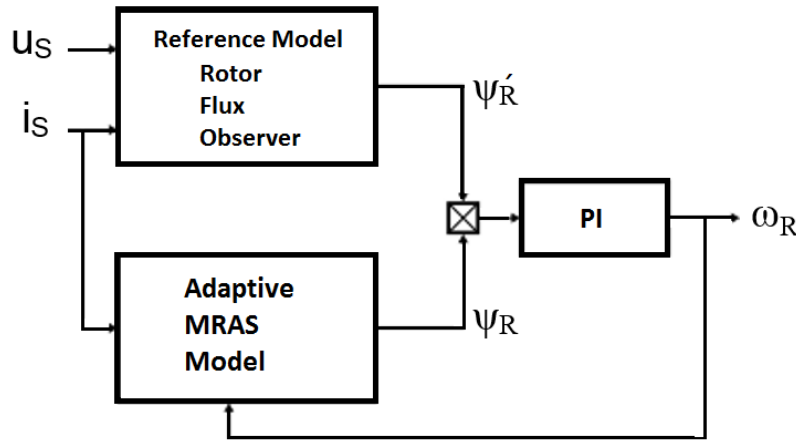 uS
Reference Model
Rotor
Flux
Observer
iS
ψŔ
PI
ωR
Adaptive
MRAS
Model
ψR